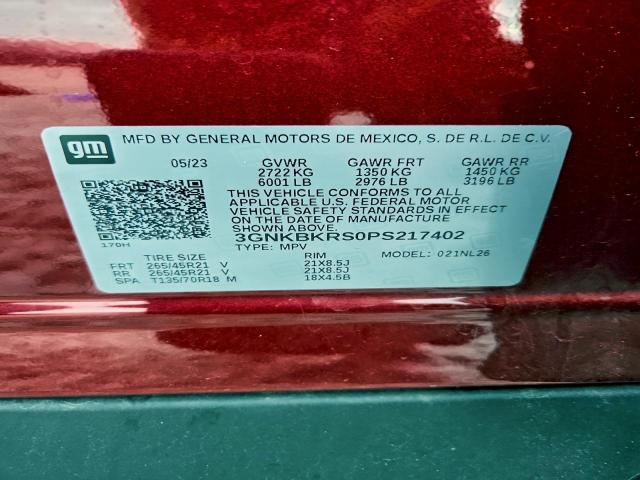 gm
MFD BY GENERAL MOTORS DE MEXICO, S. DE R.L. DE C.V.
05/23 GVWR GAWR FRT GAWR RR
2722 KG 1350 KG 1450 KG
6001 LB 2976 LB 3196 LB
THIS VEHICLE CONFORMS TO ALL
APPLICABLE U.S. FEDERAL MOTOR
VEHICLE SAFETY STANDARDS IN EFFECT
ON THE DATE OF MANUFACTURE
SHOWN ABOVE.
3GNKBKRS0PS217402
170H TYPE: MPV MODEL: 021NL26
TIRE SIZE RIM
FRT 265/45R21 V 21X8.5J
RR 265/45R21 V 21X8.5J
SPA T135/70R18 M 18X4.5B